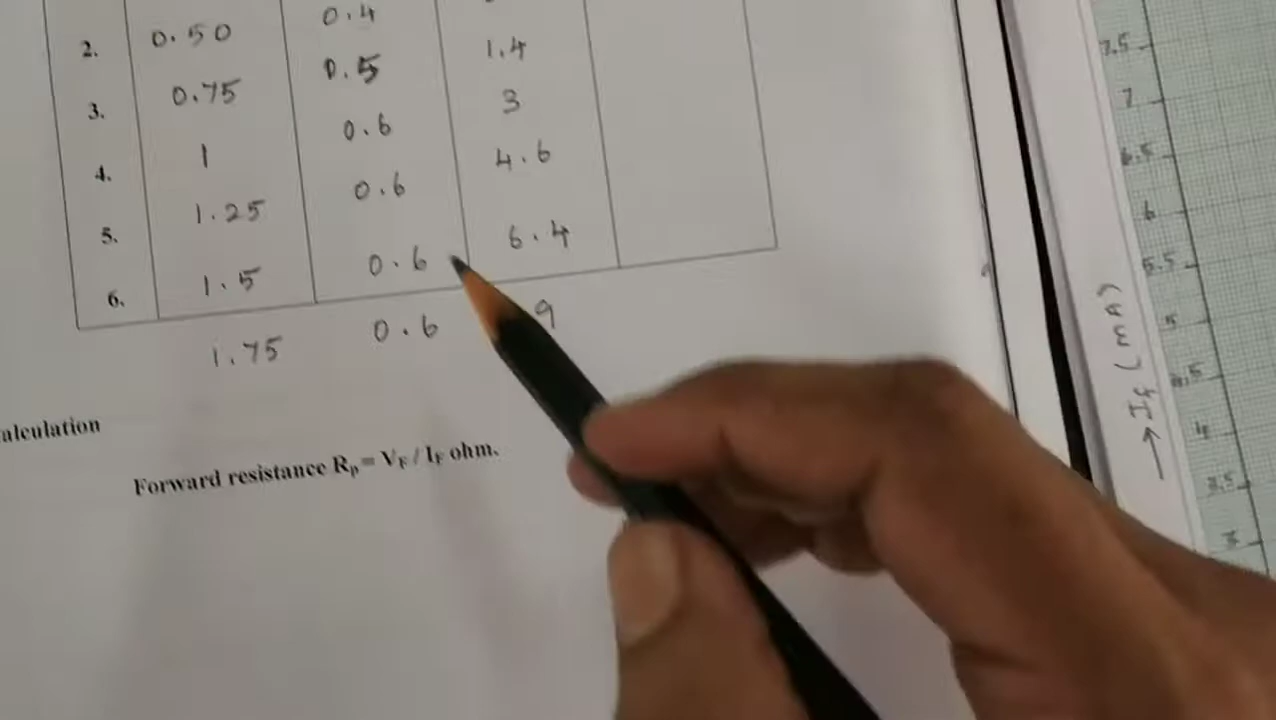 2. 0.50 0.4
3. 0.75 0.5 1.4
4. 1 0.6 3
5. 1.25 0.6 4.6
6. 1.5 0.6 6.4
1.75 0.6 9
alculation
Forward resistance Rp = VF / IF ohm.
7.5
7
6.5
6
5.5
5
4.5
4
3.5
3
→ If (mA)